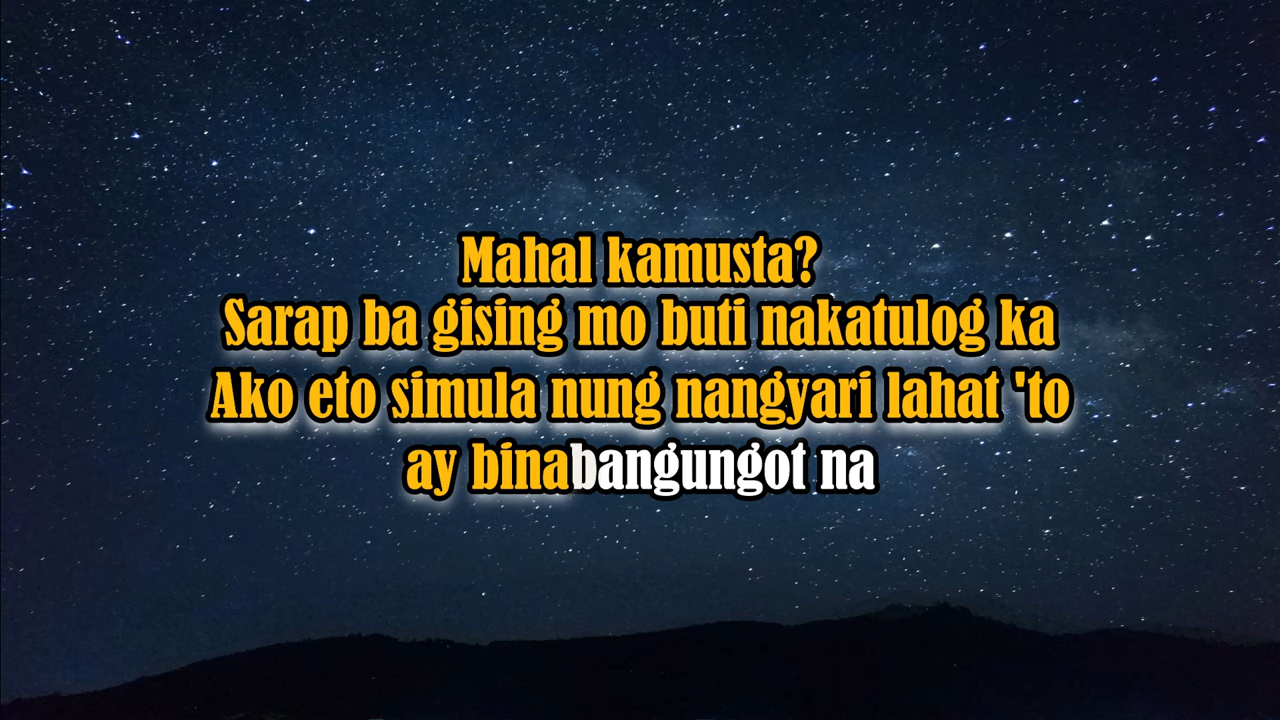 Mahal kamusta?
Sarap ba gising mo buti nakatulog ka
Ako eto simula nung nangyari lahat 'to
ay binabangungot na